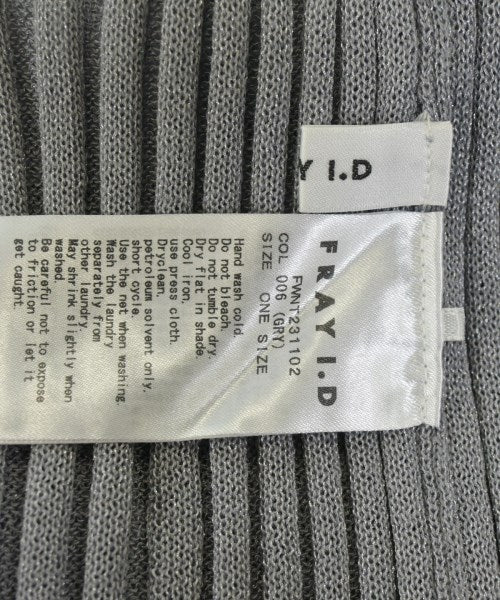 Y I.D
FRAY I.D
FWNT231102
COL 006 (GRY)
SIZE ONE SIZE
Hand wash cold.
Do not bleach.
Do not tumble dry.
Dry flat in shade.
Cool iron.
use press cloth.
Dryclean.
petroleum solvent only.
short cycle.
Use the net when washing.
Wash the laundry
separately from
other laundry.
May shrink slightly when
washed.
Be careful not to expose
to friction or let it
get caught.